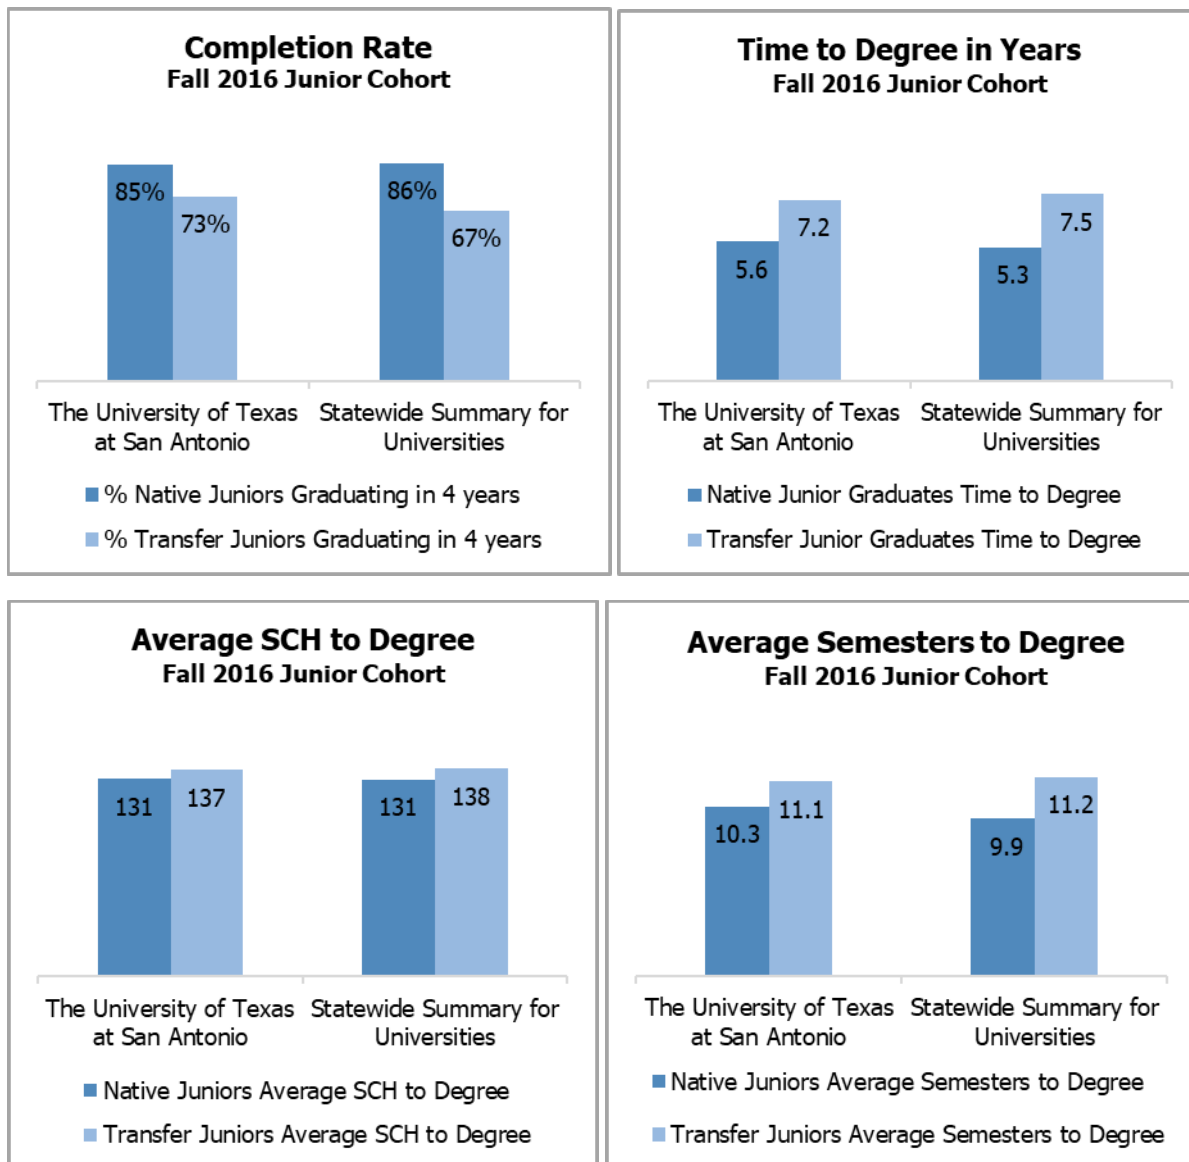 Completion Rate
Fall 2016 Junior Cohort
85%
73%
86%
67%
The University of Texas
at San Antonio
Statewide Summary for
Universities
% Native Juniors Graduating in 4 years
% Transfer Juniors Graduating in 4 years
Time to Degree in Years
Fall 2016 Junior Cohort
5.6
7.2
5.3
7.5
The University of Texas
at San Antonio
Statewide Summary for
Universities
Native Junior Graduates Time to Degree
Transfer Junior Graduates Time to Degree
Average SCH to Degree
Fall 2016 Junior Cohort
131
137
131
138
The University of Texas
at San Antonio
Statewide Summary for
Universities
Native Juniors Average SCH to Degree
Transfer Juniors Average SCH to Degree
Average Semesters to Degree
Fall 2016 Junior Cohort
10.3
11.1
9.9
11.2
The University of Texas
at San Antonio
Statewide Summary for
Universities
Native Juniors Average Semesters to Degree
Transfer Juniors Average Semesters to Degree